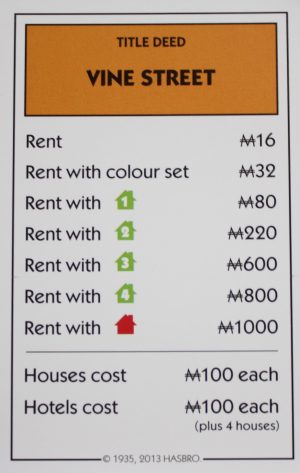 TITLE DEED
VINE STREET
Rent ₩16
Rent with colour set ₩32
Rent with 1 ₩80
Rent with 2 ₩220
Rent with 3 ₩600
Rent with 4 ₩800
Rent with ₩1000
Houses cost ₩100 each
Hotels cost ₩100 each
(plus 4 houses)
© 1935, 2013 HASBRO.